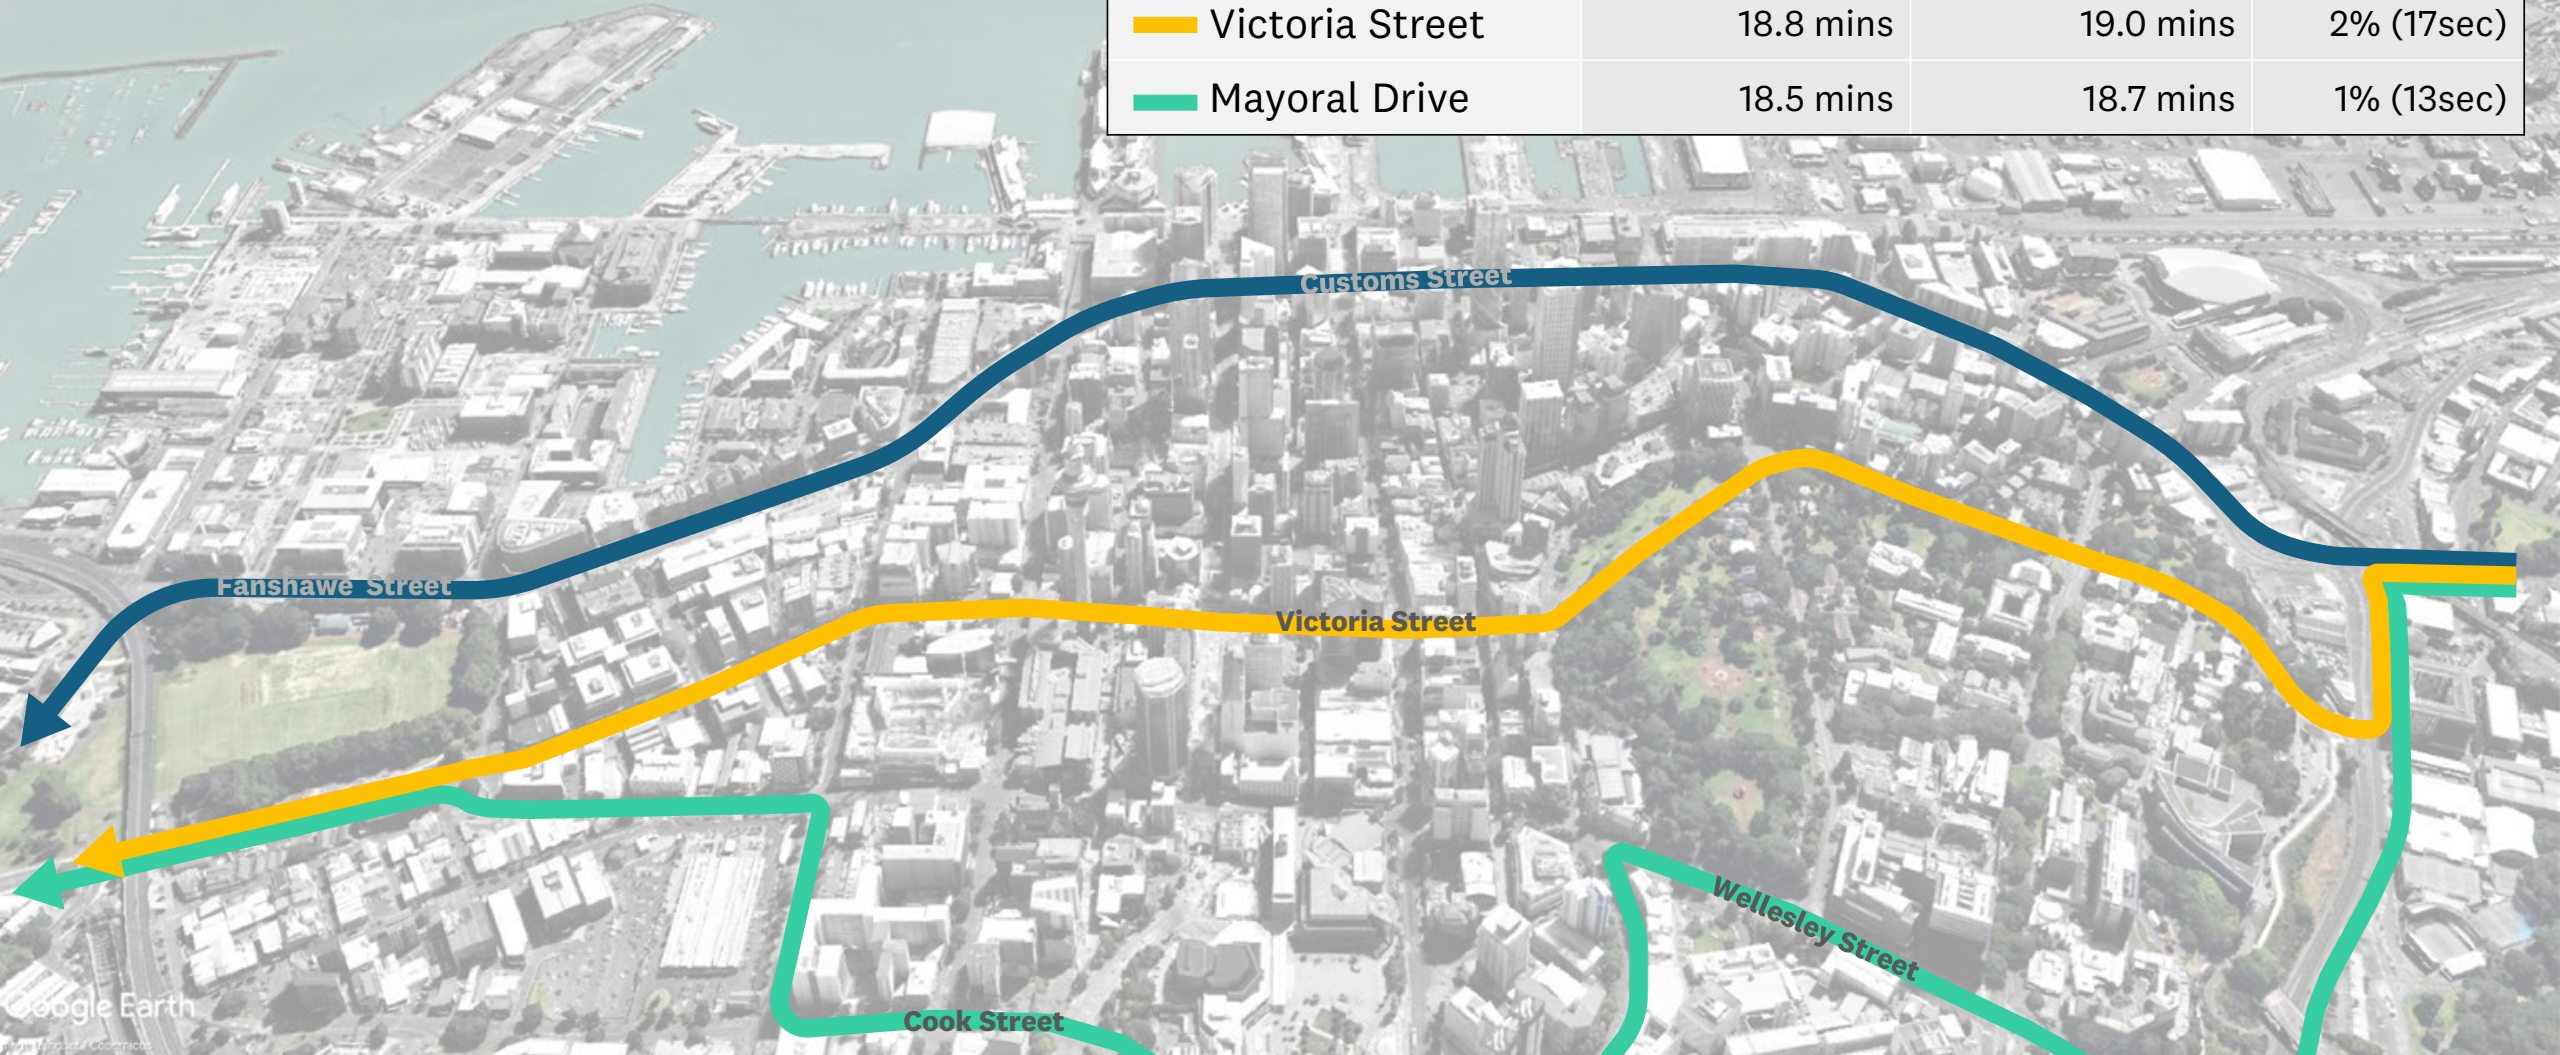 Victoria Street 18.8 mins 19.0 mins 2% (17sec)
Mayoral Drive 18.5 mins 18.7 mins 1% (13sec)
Customs Street
Fanshawe Street
Victoria Street
Wellesley Street
Cook Street
Google Earth